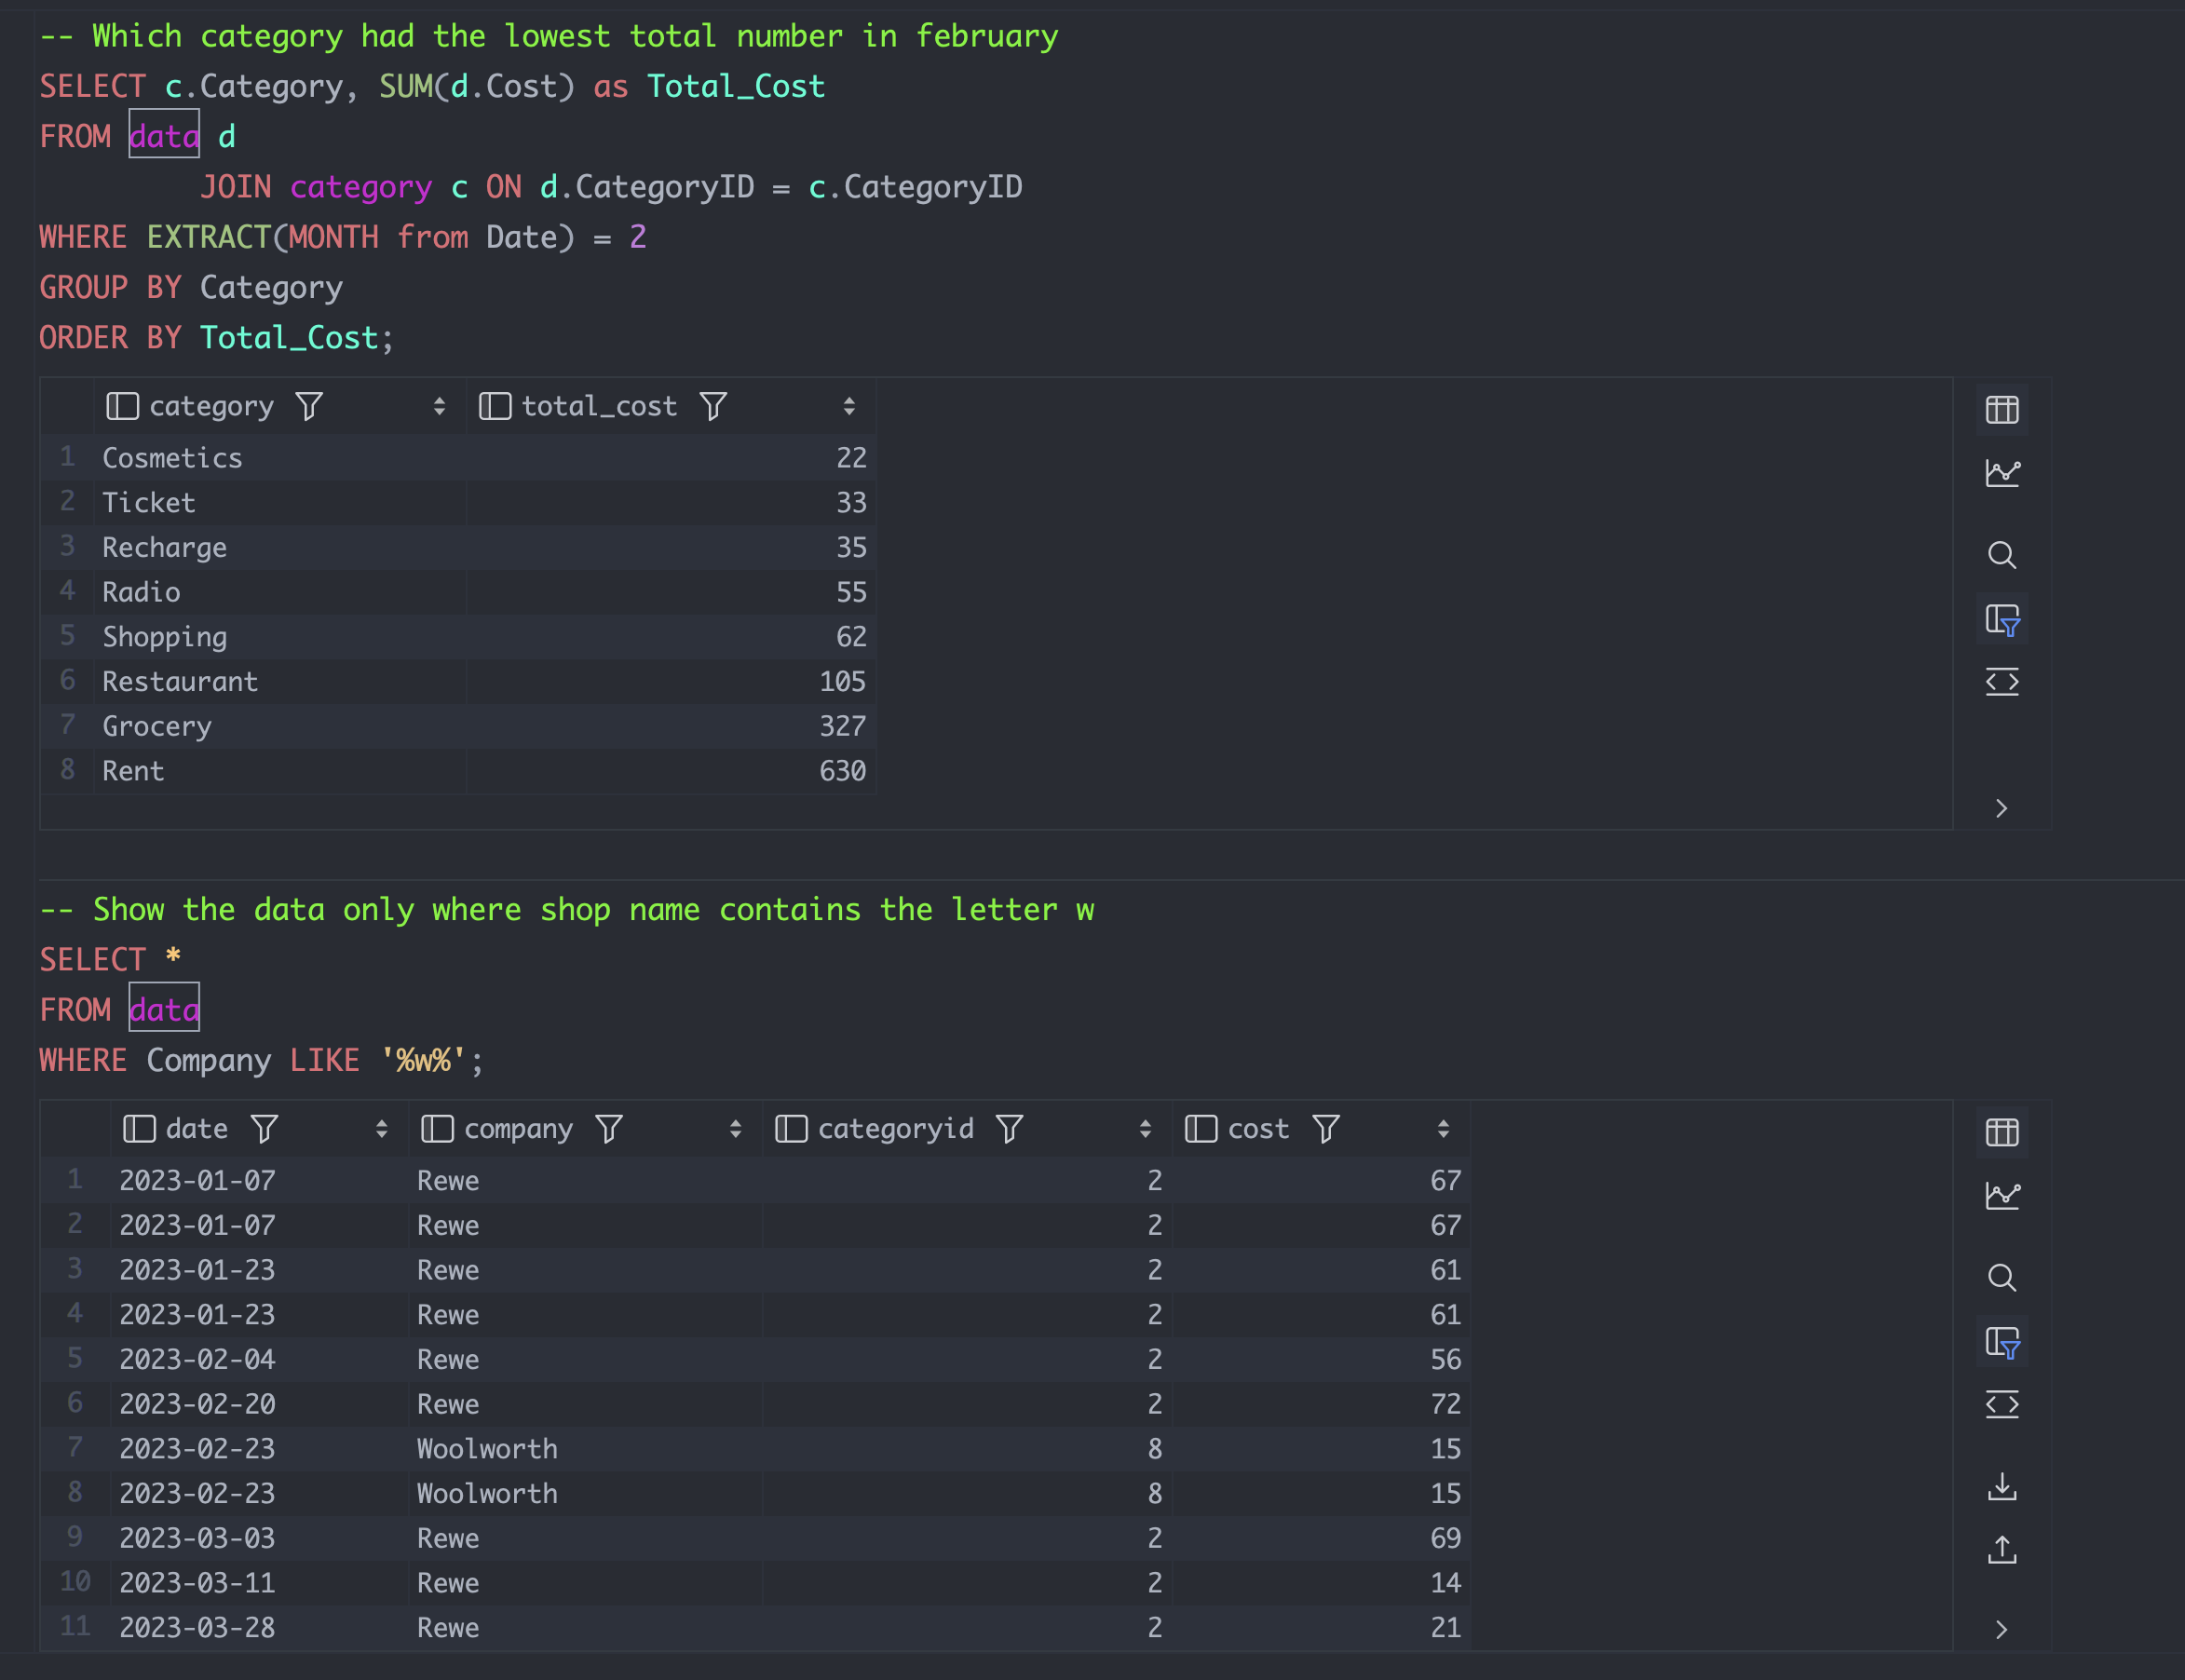 -- Which category had the lowest total number in february
SELECT c.Category, SUM(d.Cost) as Total_Cost
FROM data d
JOIN category c ON d.CategoryID = c.CategoryID
WHERE EXTRACT(MONTH from Date) = 2
GROUP BY Category
ORDER BY Total_Cost;
category total_cost
1 Cosmetics 22
2 Ticket 33
3 Recharge 35
4 Radio 55
5 Shopping 62
6 Restaurant 105
7 Grocery 327
8 Rent 630
-- Show the data only where shop name contains the letter w
SELECT *
FROM data
WHERE Company LIKE '%w%';
date company categoryid cost
1 2023-01-07 Rewe 2 67
2 2023-01-07 Rewe 2 67
3 2023-01-23 Rewe 2 61
4 2023-01-23 Rewe 2 61
5 2023-02-04 Rewe 2 56
6 2023-02-20 Rewe 2 72
7 2023-02-23 Woolworth 8 15
8 2023-02-23 Woolworth 8 15
9 2023-03-03 Rewe 2 69
10 2023-03-11 Rewe 2 14
11 2023-03-28 Rewe 2 21